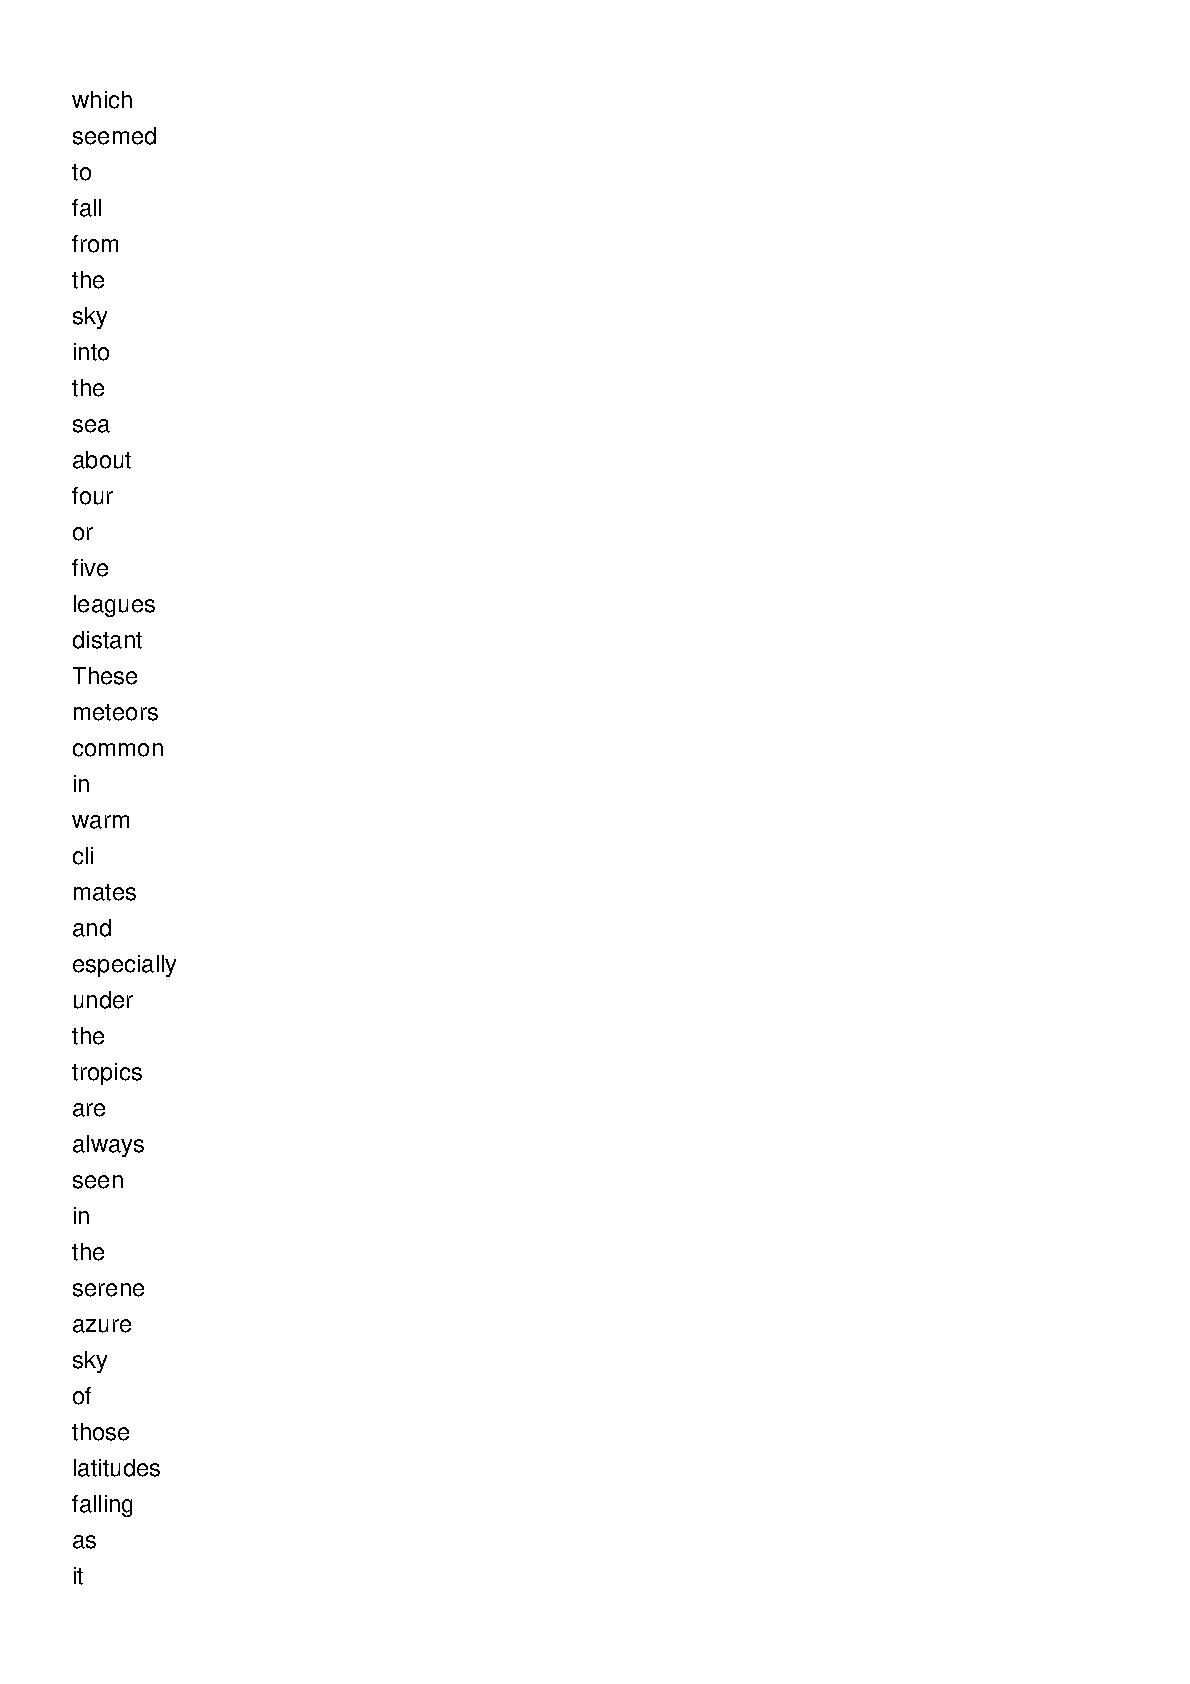 which
seemed
to
fall
from
the
sky
into
the
sea
about
four
or
five
leagues
distant
These
meteors
common
in
warm
cli
mates
and
especially
under
the
tropics
are
always
seen
in
the
serene
azure
sky
of
those
latitudes
falling
as
it